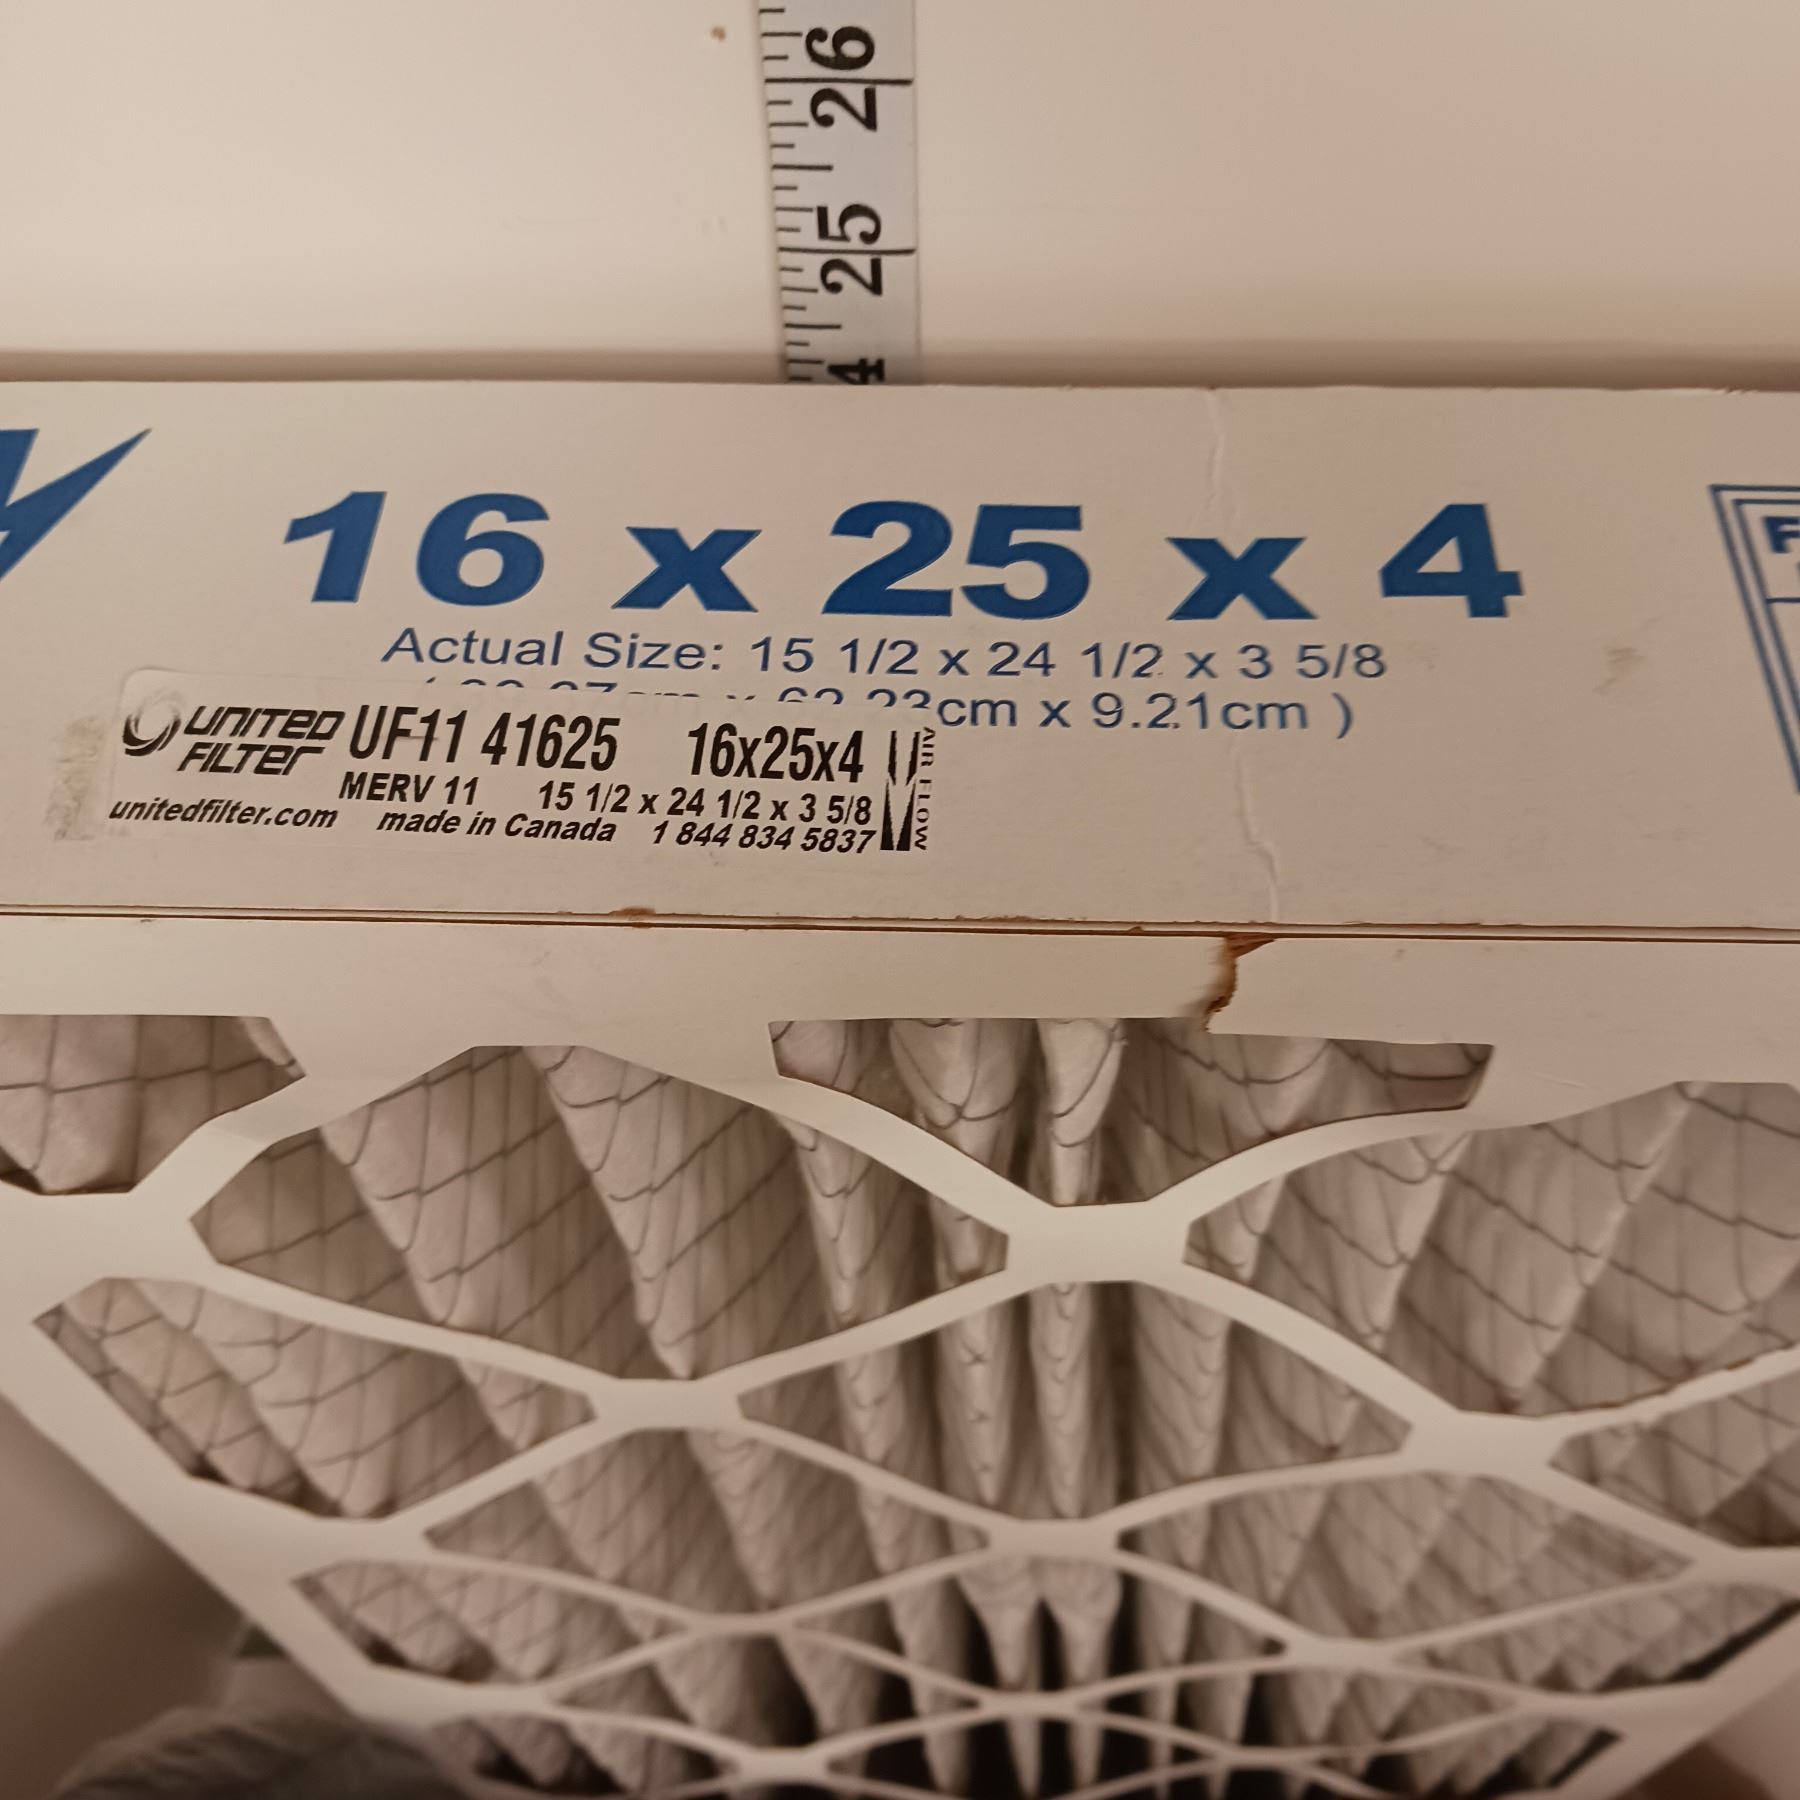 26
25
4
16 x 25 x 4
Actual Size: 15 1/2 x 24 1/2 x 3 5/8
cm x 9.21cm )
UNITED FILTER UF11 41625 16x25x4
MERV 11 15 1/2 x 24 1/2 x 3 5/8
unitedfilter.com made in Canada 1 844 834 5837
AIR FLOW